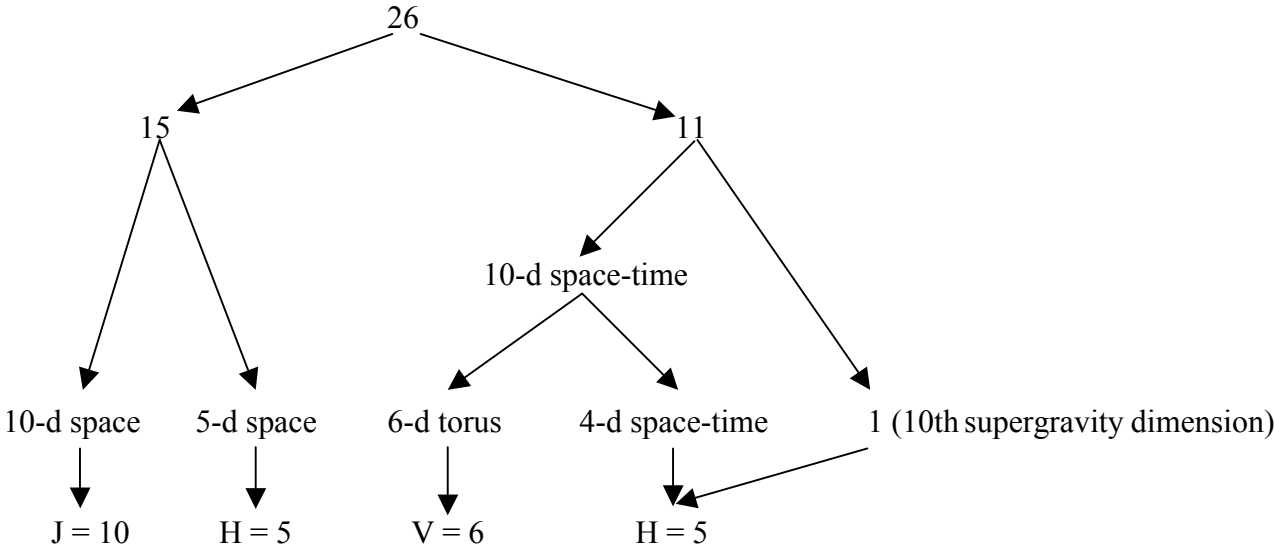 26
15 11
10-d space-time
10-d space 5-d space 6-d torus 4-d space-time 1 (10th supergravity dimension)
J = 10 H = 5 V = 6 H = 5